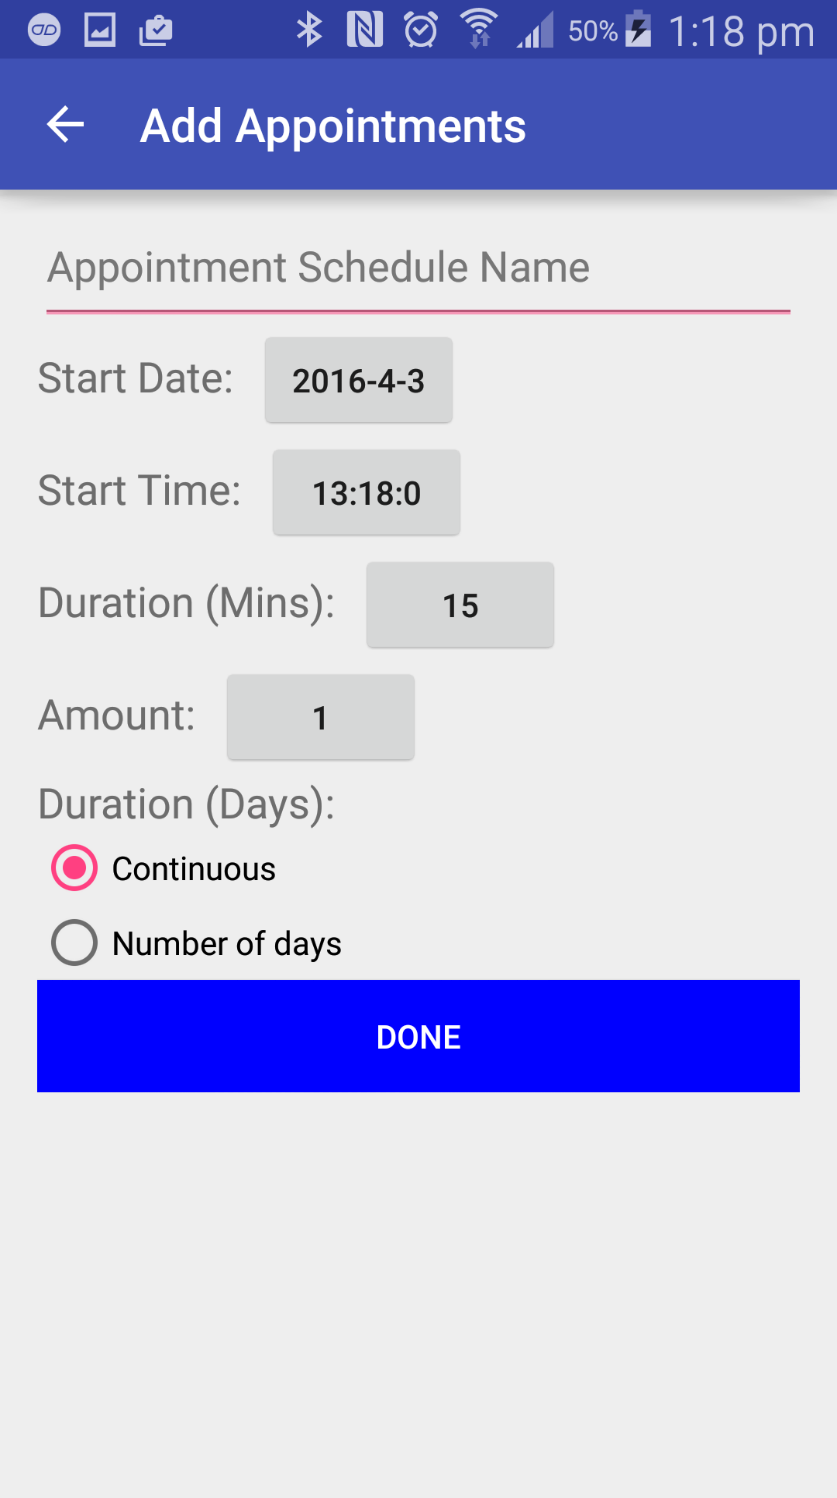 50% 1:18 pm
Add Appointments
Appointment Schedule Name
Start Date: 2016-4-3
Start Time: 13:18:0
Duration (Mins): 15
Amount: 1
Duration (Days):
Continuous
Number of days
DONE